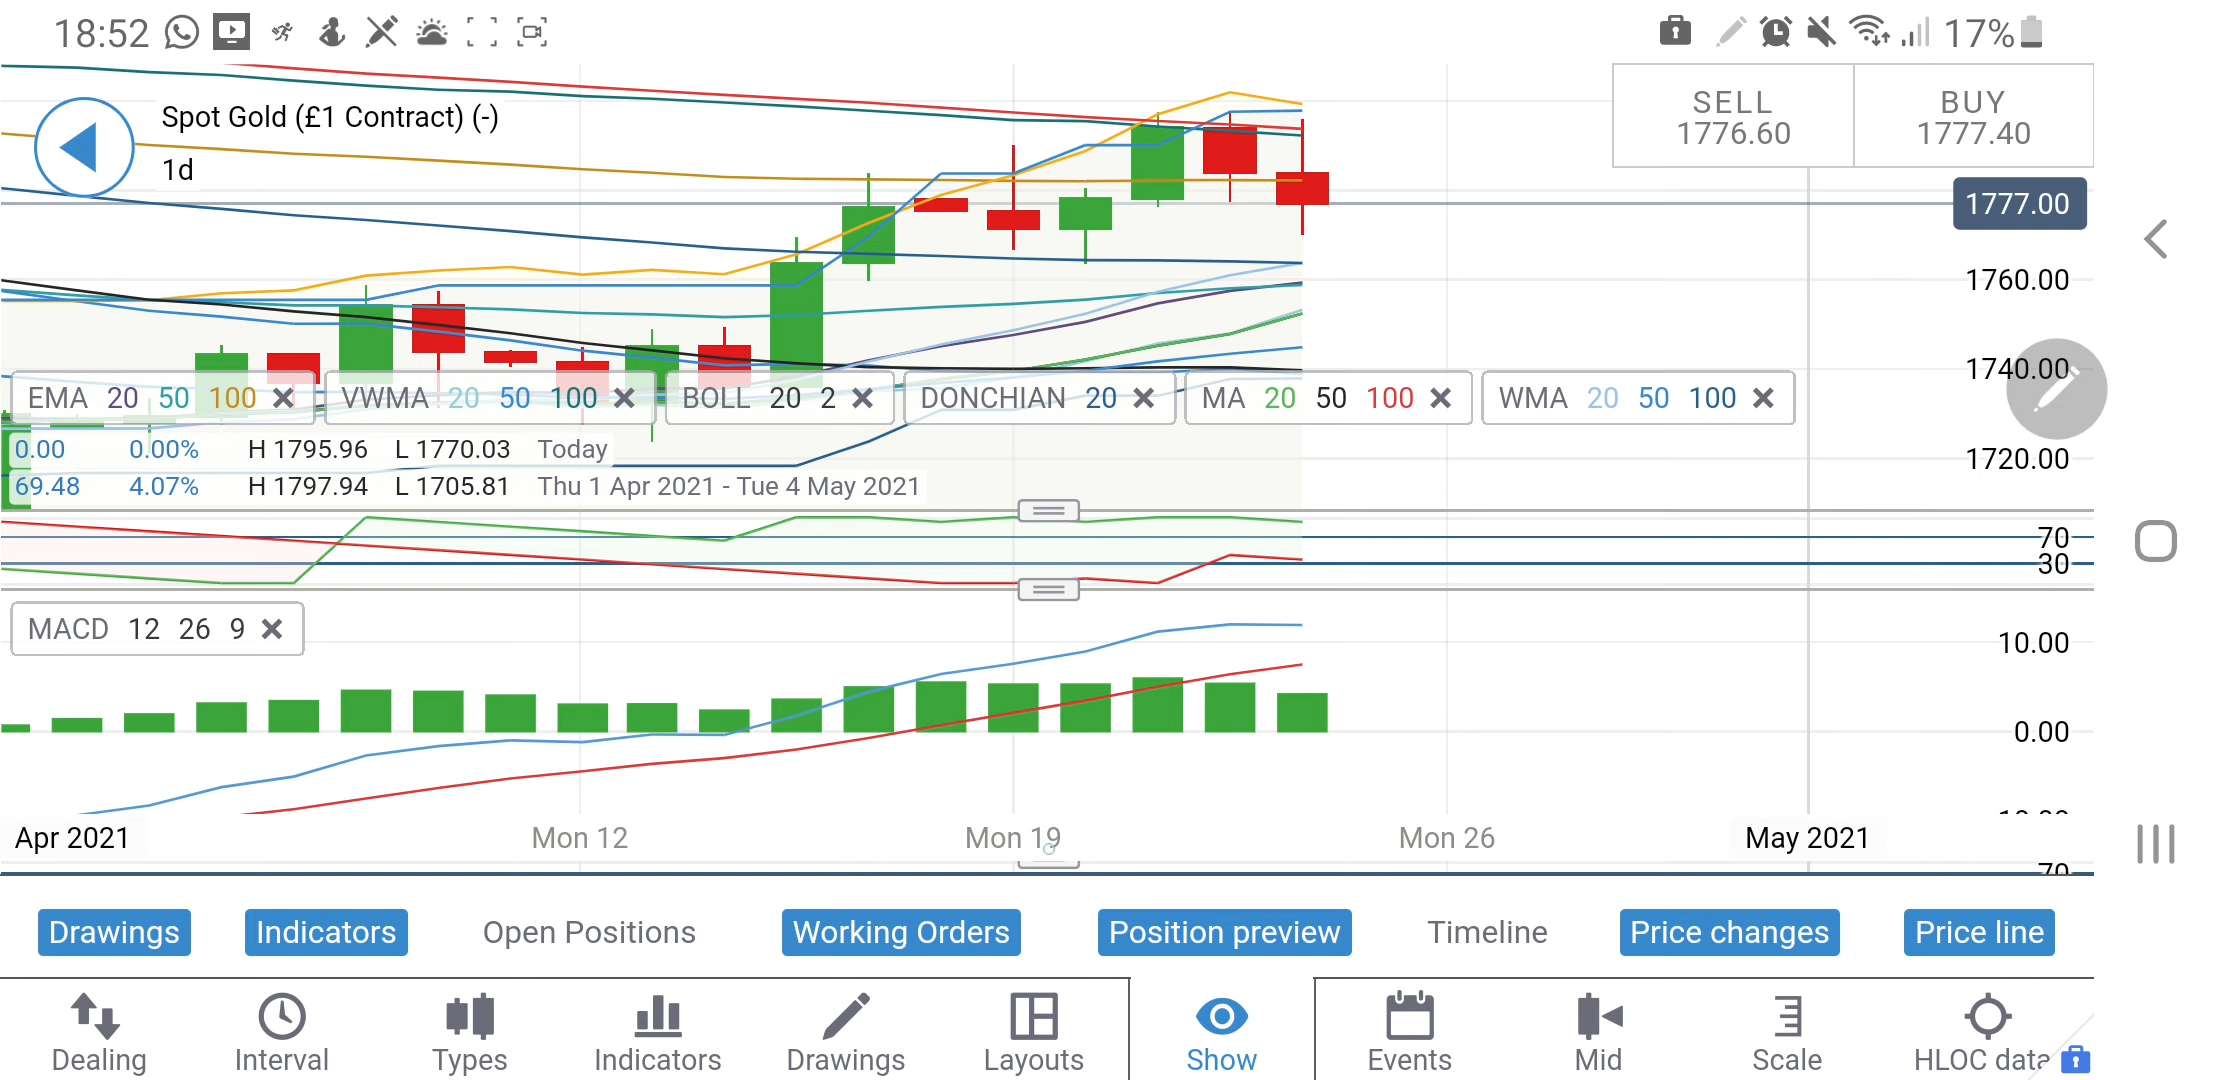 18:52
17%
Spot Gold (£1 Contract) (-)
1d
SELL
1776.60
BUY
1777.40
1777.00
1760.00
1740.00
1720.00
EMA 20 50 100
VWMA 20 50 100
BOLL 20 2
DONCHIAN 20
MA 20 50 100
WMA 20 50 100
0.00 0.00% H 1795.96 L 1770.03 Today
69.48 4.07% H 1797.94 L 1705.81 Thu 1 Apr 2021 - Tue 4 May 2021
70
30
MACD 12 26 9
10.00
0.00
Apr 2021 Mon 12 Mon 19 Mon 26 May 2021
70
Drawings Indicators Open Positions Working Orders Position preview Timeline Price changes Price line
Dealing Interval Types Indicators Drawings Layouts Show Events Mid Scale HLOC data